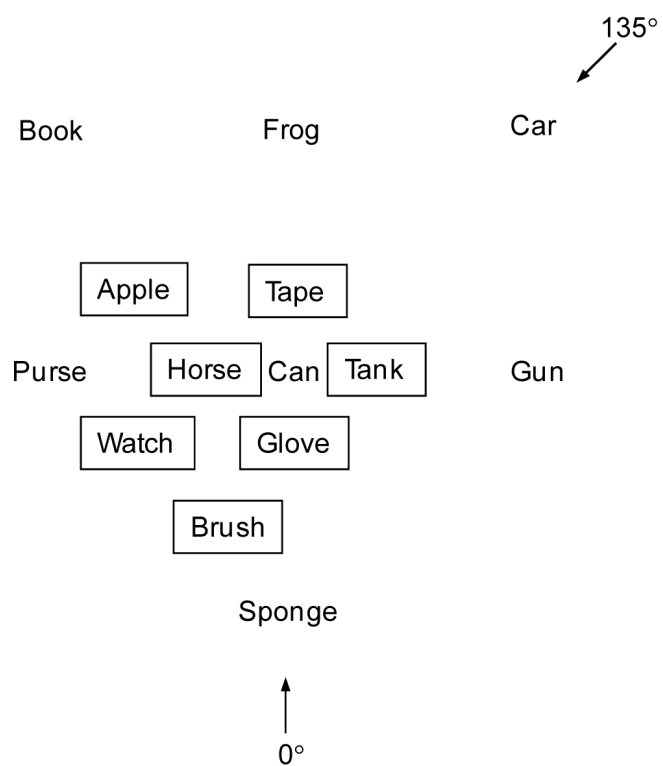 135°
Book Frog Car
Apple Tape
Purse Horse Can Tank Gun
Watch Glove
Brush
Sponge
0°